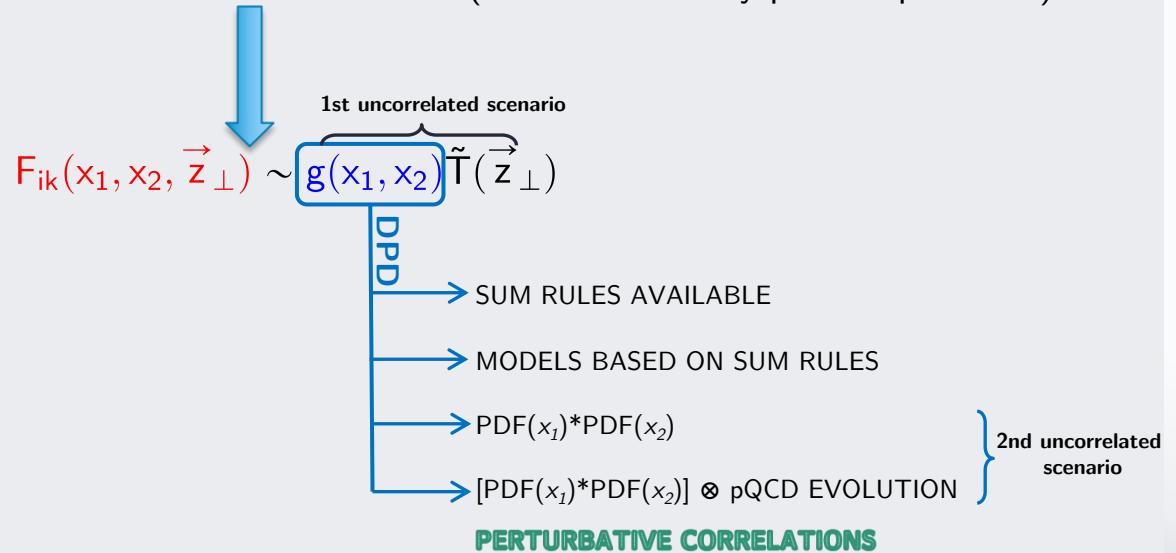 1st uncorrelated scenario
F_ik(x₁, x₂, z⃗_⊥) ~ g(x₁, x₂)T̃(z⃗_⊥)
DPD
SUM RULES AVAILABLE
MODELS BASED ON SUM RULES
PDF(x₁)*PDF(x₂)
2nd uncorrelated
scenario
[PDF(x₁)*PDF(x₂)] ⊗ pQCD EVOLUTION
PERTURBATIVE CORRELATIONS